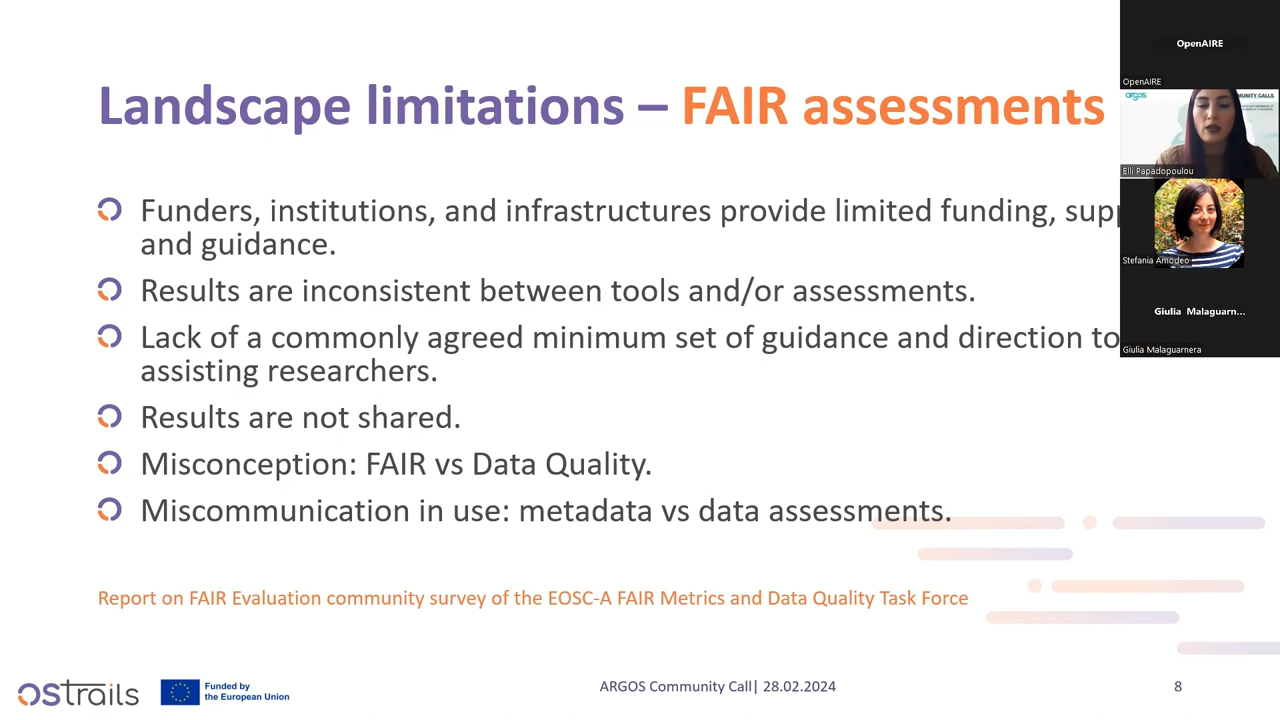 Landscape limitations – FAIR assessments
Funders, institutions, and infrastructures provide limited funding, sup
and guidance.
Results are inconsistent between tools and/or assessments.
Lack of a commonly agreed minimum set of guidance and direction to
assisting researchers.
Results are not shared.
Misconception: FAIR vs Data Quality.
Miscommunication in use: metadata vs data assessments.
Report on FAIR Evaluation community survey of the EOSC-A FAIR Metrics and Data Quality Task Force
ostrails
Funded by
the European Union
ARGOS Community Call| 28.02.2024
8
OpenAIRE
OpenAIRE
argos
MUNITY CALLS
Elli Papadopoulou
Stefania Amodeo
Giulia Malaguarn...
Giulia Malaguarnera